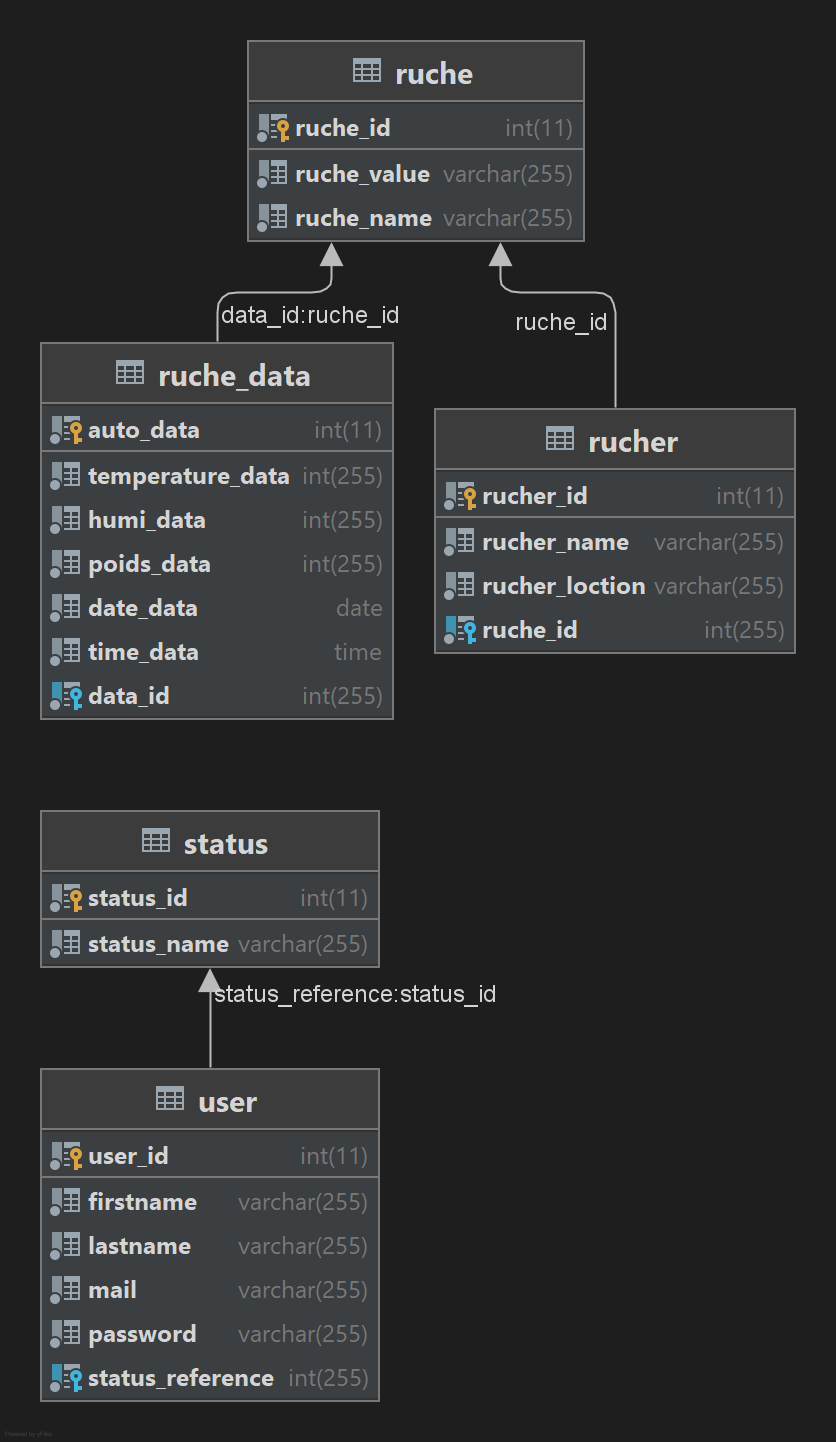 ruche
ruche_id int(11)
ruche_value varchar(255)
ruche_name varchar(255)
data_id:ruche_id
ruche_id
ruche_data
auto_data int(11)
temperature_data int(255)
humi_data int(255)
poids_data int(255)
date_data date
time_data time
data_id int(255)
rucher
rucher_id int(11)
rucher_name varchar(255)
rucher_loction varchar(255)
ruche_id int(255)
status
status_id int(11)
status_name varchar(255)
status_reference:status_id
user
user_id int(11)
firstname varchar(255)
lastname varchar(255)
mail varchar(255)
password varchar(255)
status_reference int(255)
Powered by yFiles